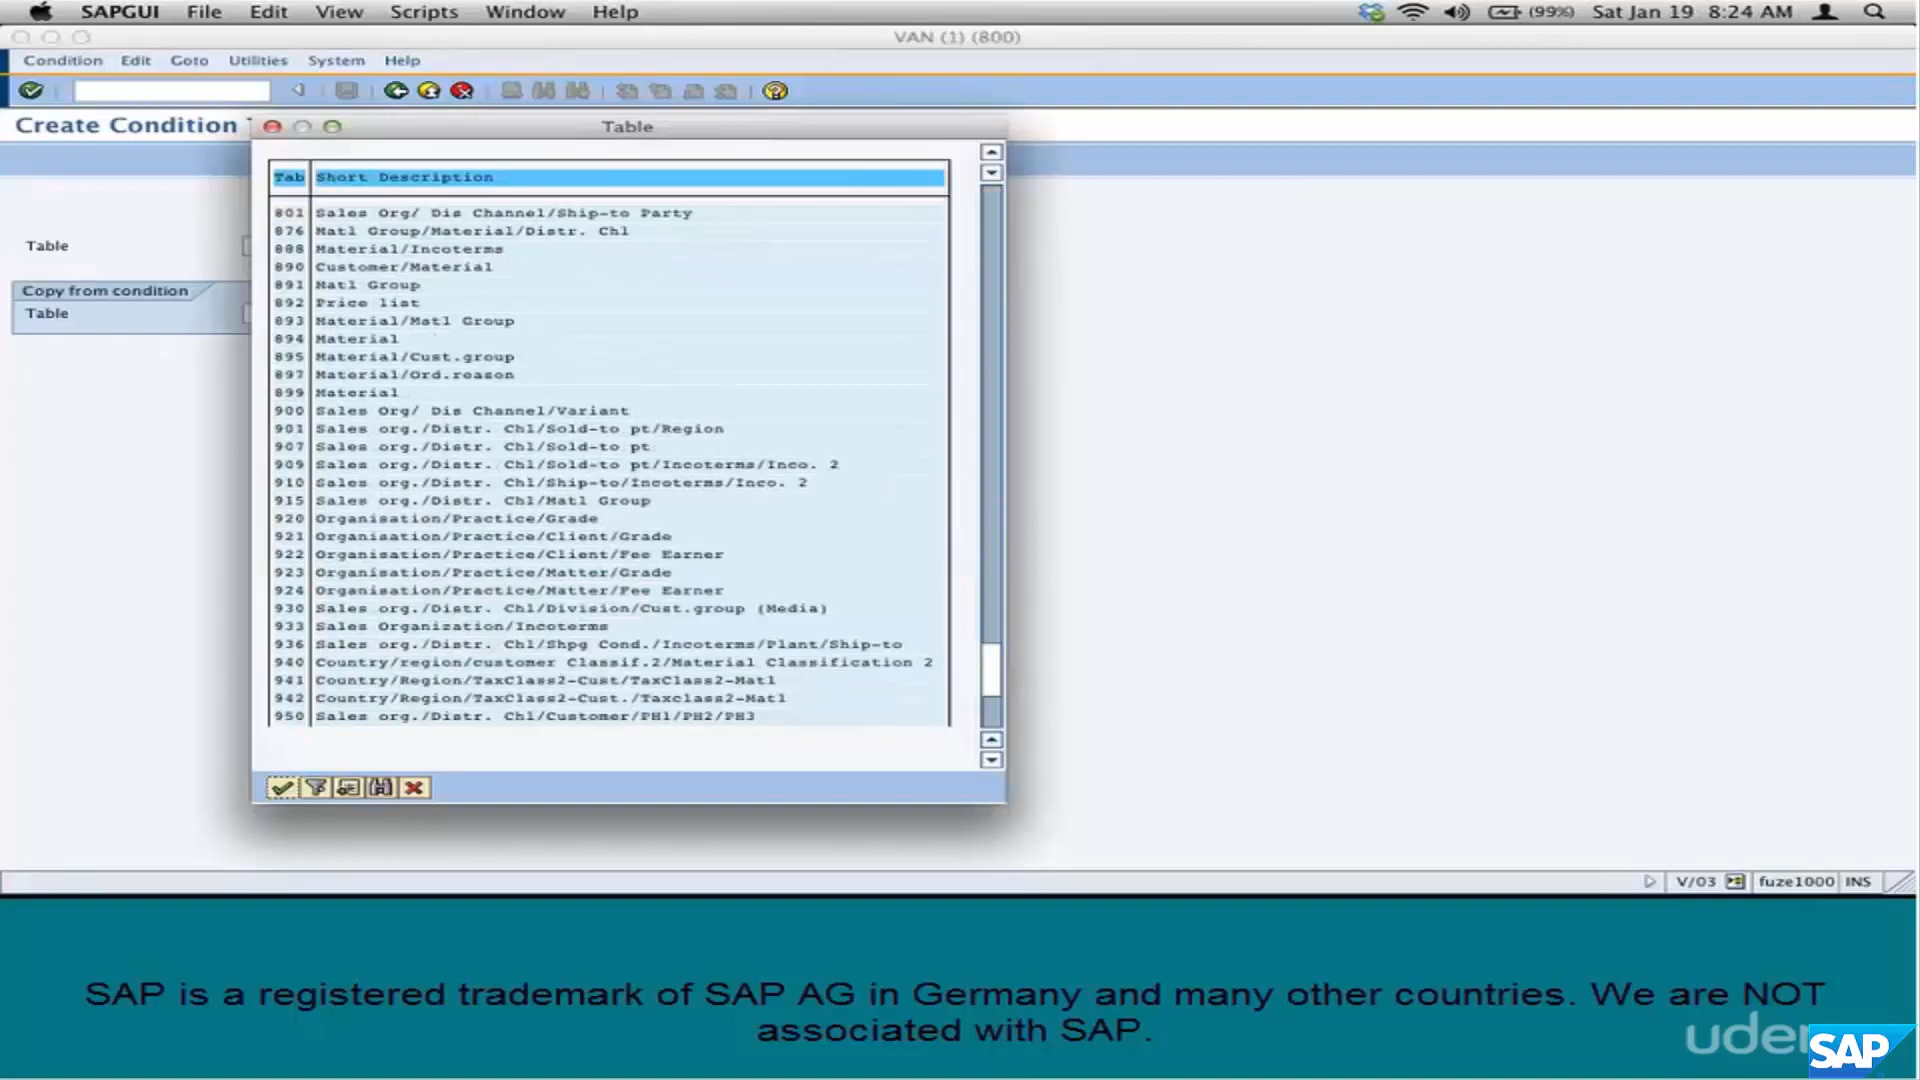 SAPGUI File Edit View Scripts Window Help (99%) Sat Jan 19 8:24 AM
VAN (1) (800)
Condition Edit Goto Utilities System Help
Create Condition
Table
Tab Short Description
801 Sales Org/ Dis Channel/Ship-to Party
876 Matl Group/Material/Distr. Chl
888 Material/Incoterms
890 Customer/Material
891 Matl Group
892 Price list
893 Material/Matl Group
894 Material
895 Material/Cust.group
897 Material/Ord.reason
899 Material
900 Sales Org/ Dis Channel/Variant
901 Sales org./Distr. Chl/Sold-to pt/Region
907 Sales org./Distr. Chl/Sold-to pt
909 Sales org./Distr. Chl/Sold-to pt/Incoterms/Inco. 2
910 Sales org./Distr. Chl/Ship-to/Incoterms/Inco. 2
915 Sales org./Distr. Chl/Matl Group
920 Organisation/Practice/Grade
921 Organisation/Practice/Client/Grade
922 Organisation/Practice/Client/Fee Earner
923 Organisation/Practice/Matter/Grade
924 Organisation/Practice/Matter/Fee Earner
930 Sales org./Distr. Chl/Division/Cust.group (Media)
933 Sales Organization/Incoterms
936 Sales org./Distr. Chl/Shpg Cond./Incoterms/Plant/Ship-to
940 Country/region/customer Classif.2/Material Classification 2
941 Country/Region/TaxClass2-Cust/TaxClass2-Matl
942 Country/Region/TaxClass2-Cust./Taxclass2-Matl
950 Sales org./Distr. Chl/Customer/PH1/PH2/PH3
Table
Copy from condition
Table
V/03 fuze1000 INS
SAP is a registered trademark of SAP AG in Germany and many other countries. We are NOT
associated with SAP.
SAP